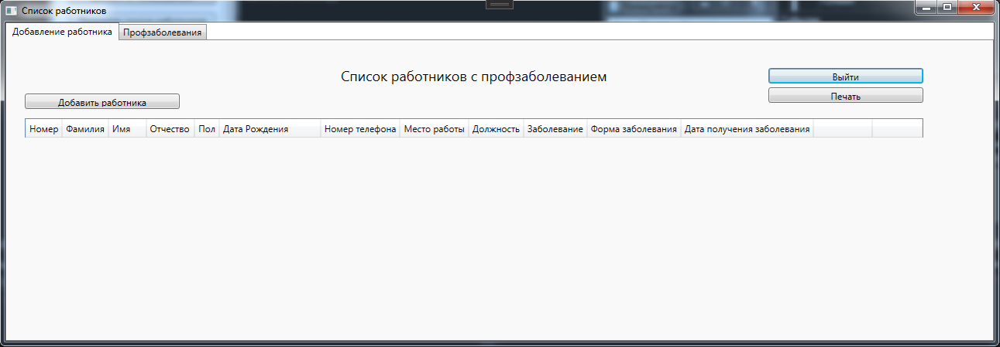 Список работников
Добавление работника Профзаболевания
Список работников с профзаболеванием
Выйти
Добавить работника
Печать
Номер Фамилия Имя Отчество Пол Дата Рождения Номер телефона Место работы Должность Заболевание Форма заболевания Дата получения заболевания